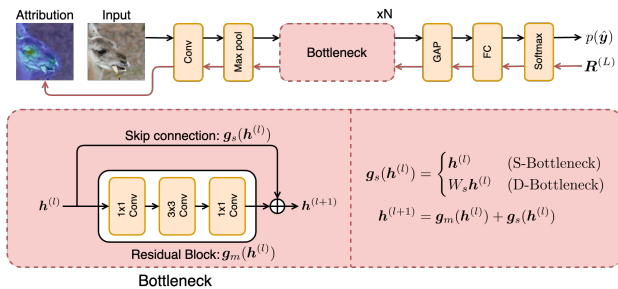 Attribution
Input
xN
Conv
Max pool
Bottleneck
GAP
FC
Softmax
p(ŷ)
R^(L)
Skip connection: g_s(h^(l))
h^(l)
1x1 Conv
3x3 Conv
1x1 Conv
h^(l+1)
Residual Block: g_m(h^(l))
g_s(h^(l)) = { h^(l) (S-Bottleneck)
W_s h^(l) (D-Bottleneck)
h^(l+1) = g_m(h^(l)) + g_s(h^(l))
Bottleneck